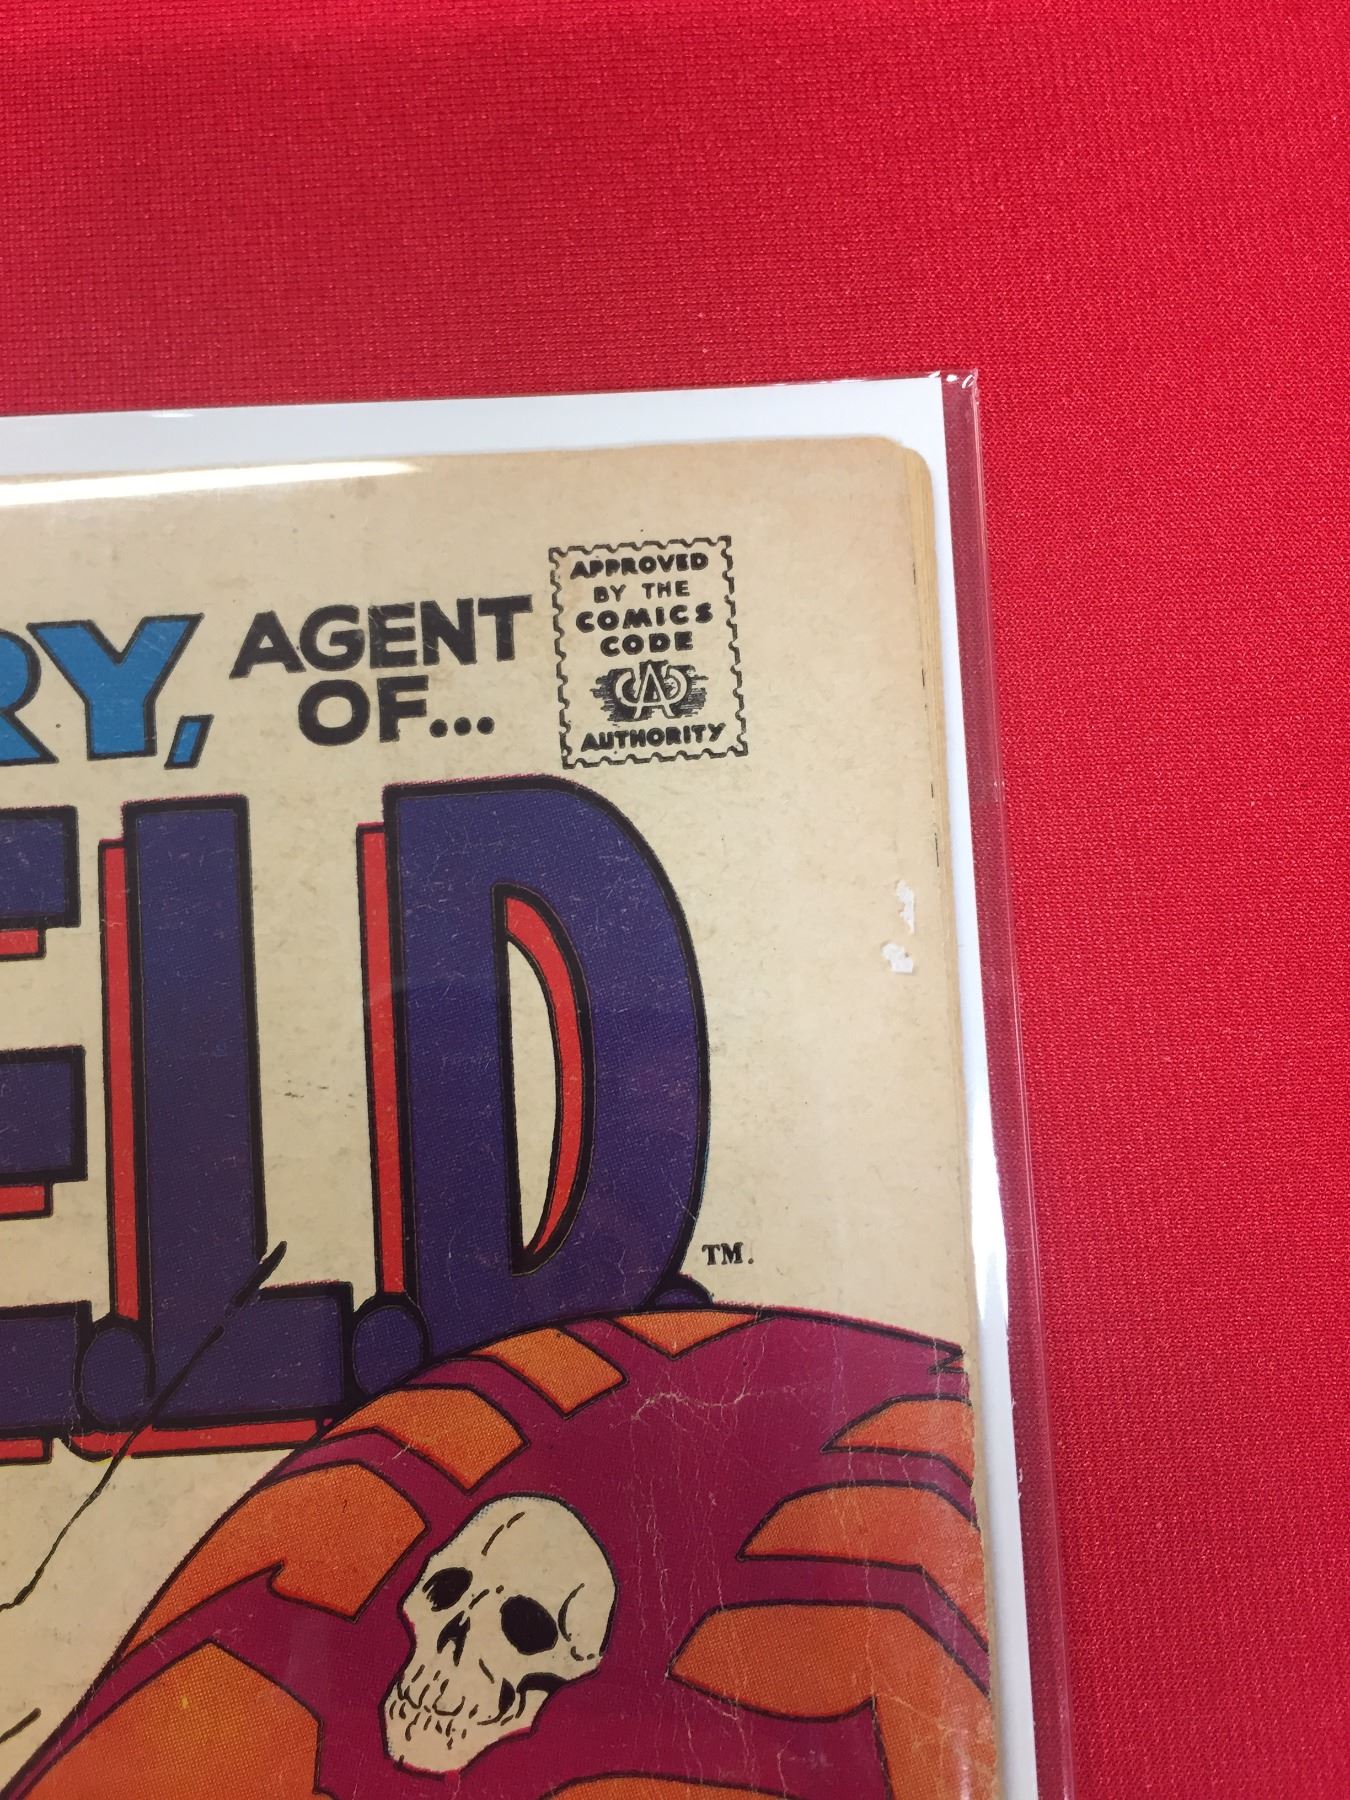 RY, AGENT
OF...
APPROVED
BY THE
COMICS
CODE
CA
AUTHORITY
E.L.D.
TM.